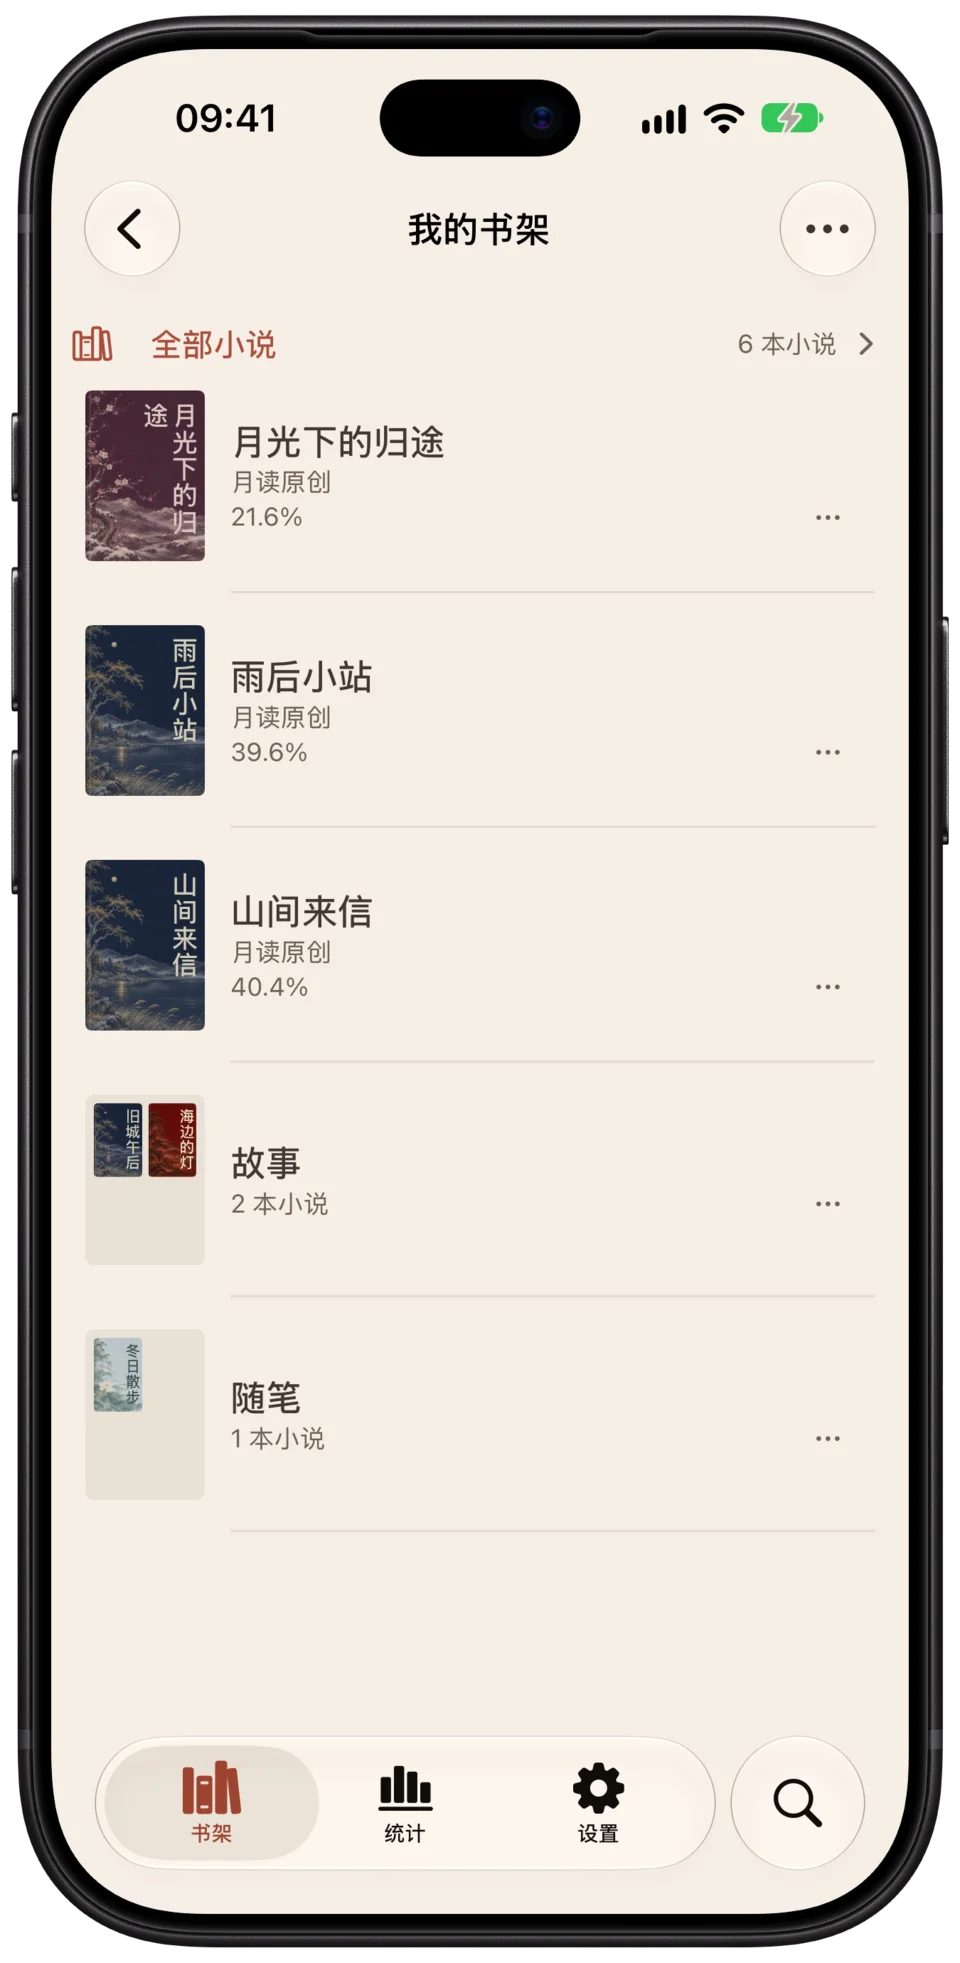 09:41
我的书架
全部小说
6 本小说
月光下的归
途
月光下的归途
月读原创
21.6%
雨后小站
雨后小站
月读原创
39.6%
山间来信
山间来信
月读原创
40.4%
旧城午后
海边的灯
故事
2 本小说
冬日散步
随笔
1 本小说
书架
统计
设置